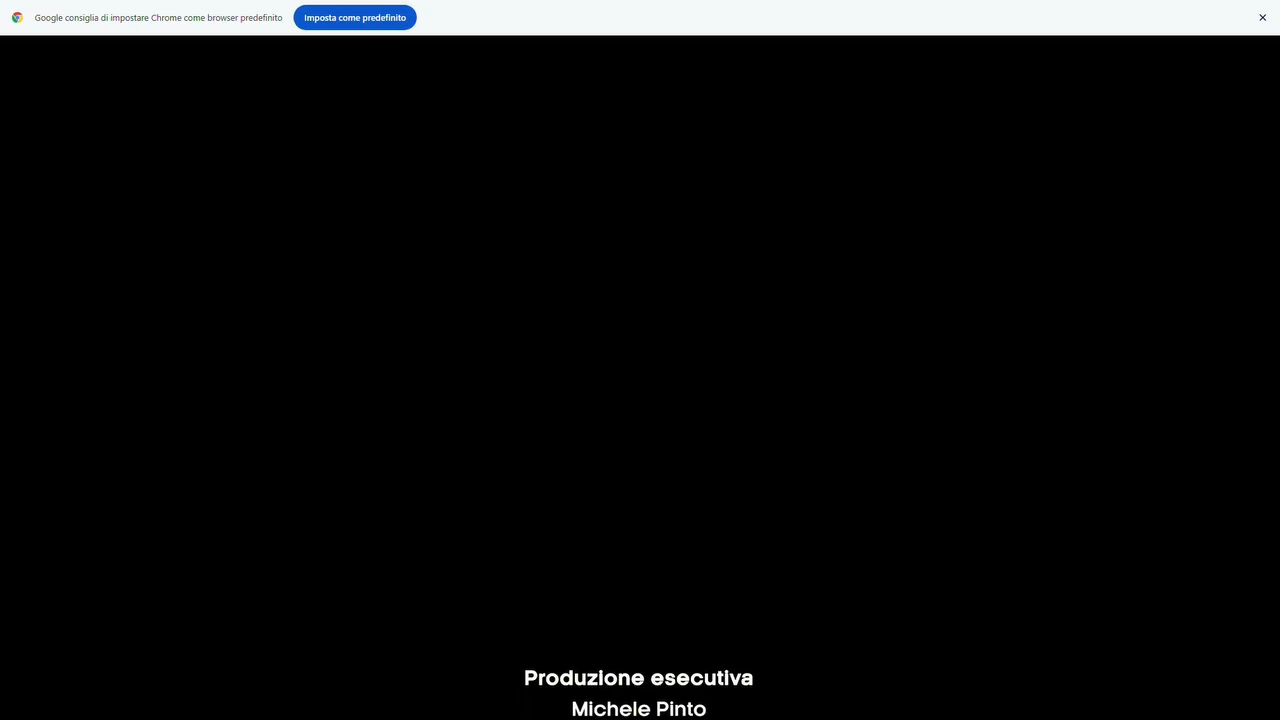 Google consiglia di impostare Chrome come browser predefinito
Imposta come predefinito
Produzione esecutiva
Michele Pinto